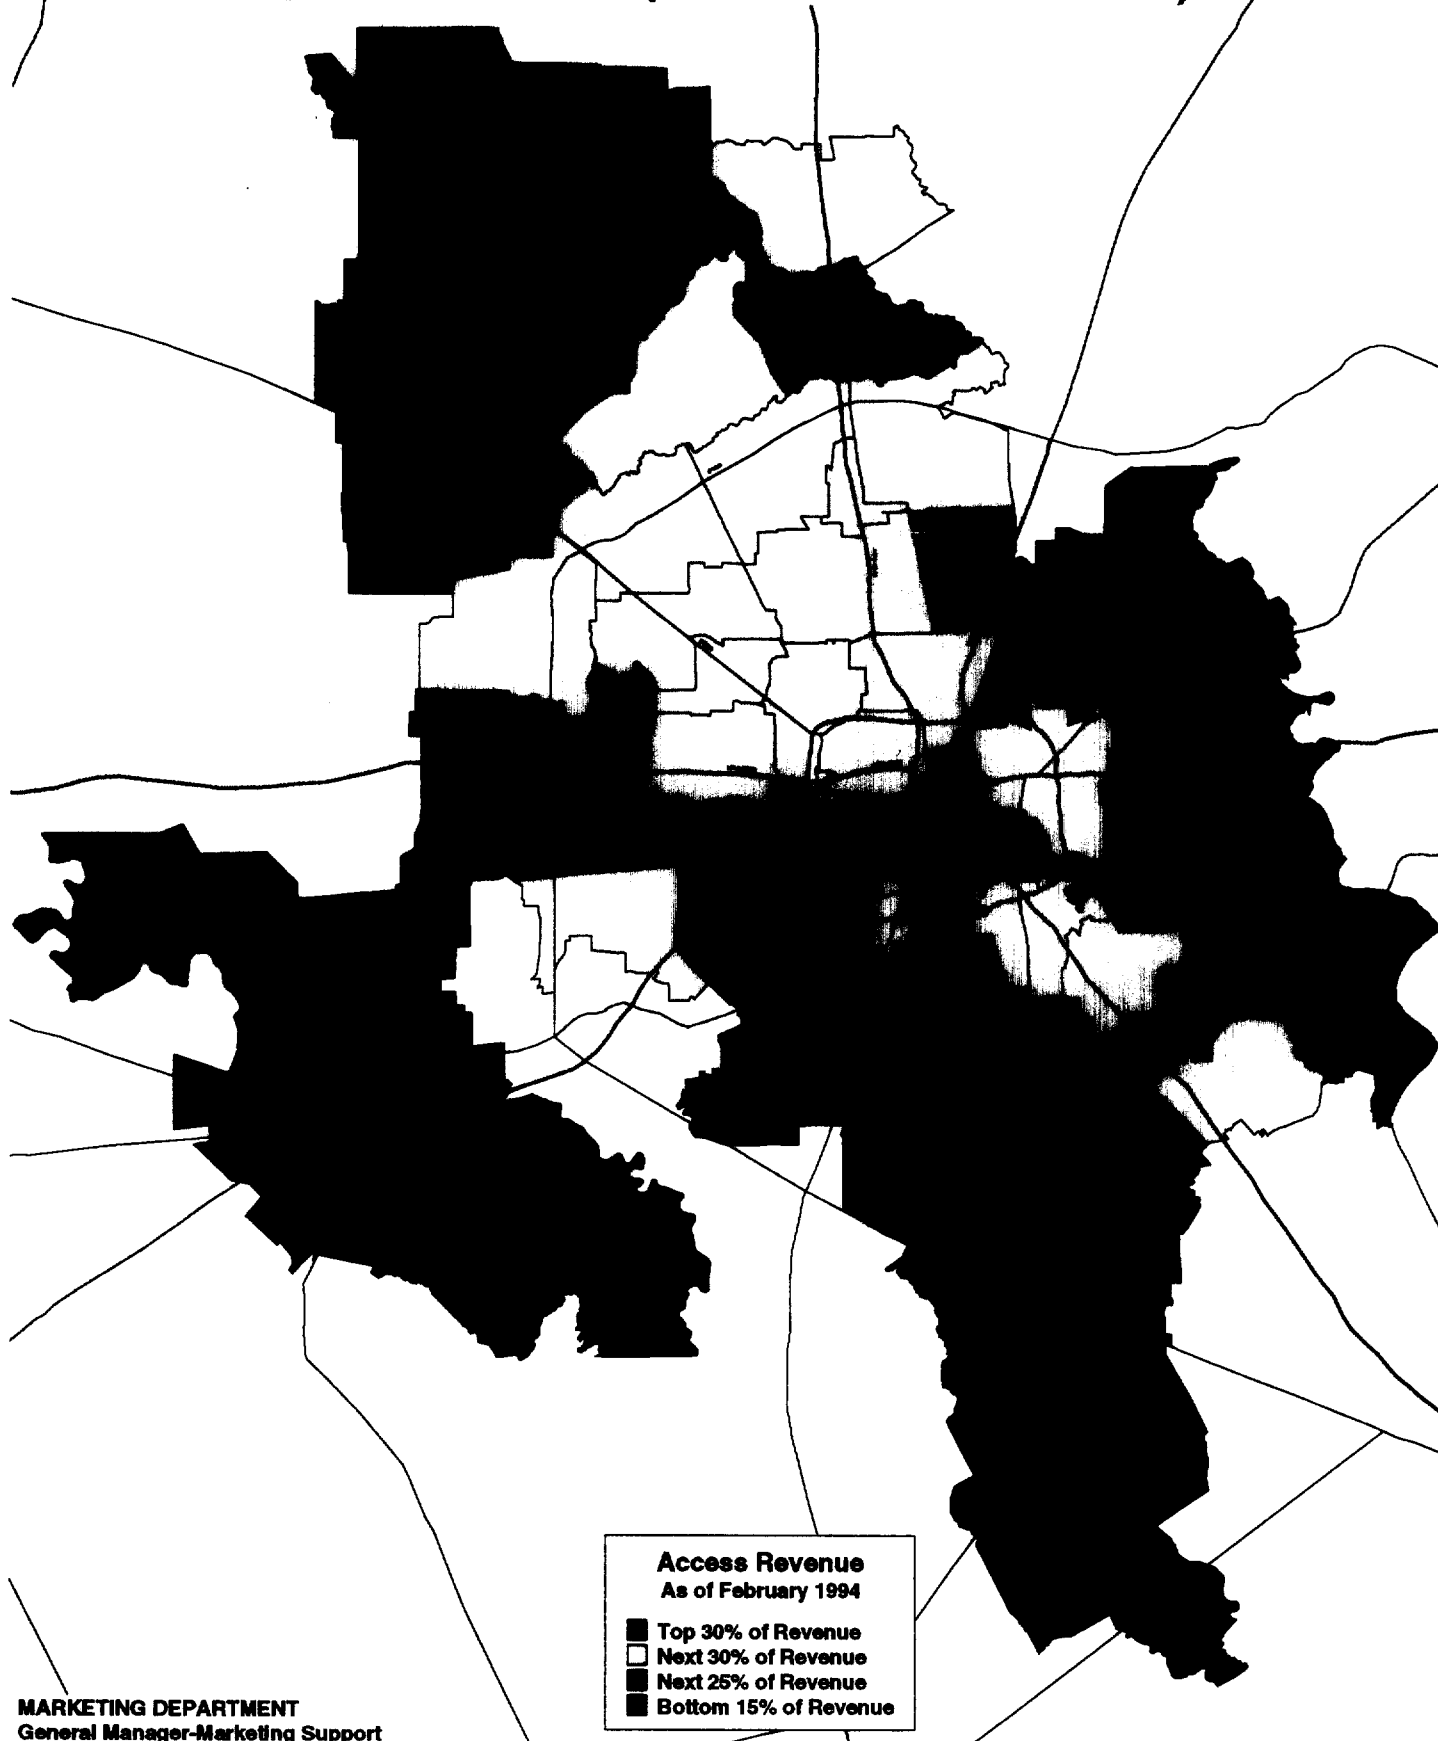 Access Revenue
As of February 1994
Top 30% of Revenue
Next 30% of Revenue
Next 25% of Revenue
Bottom 15% of Revenue
MARKETING DEPARTMENT
General Manager-Marketing Support